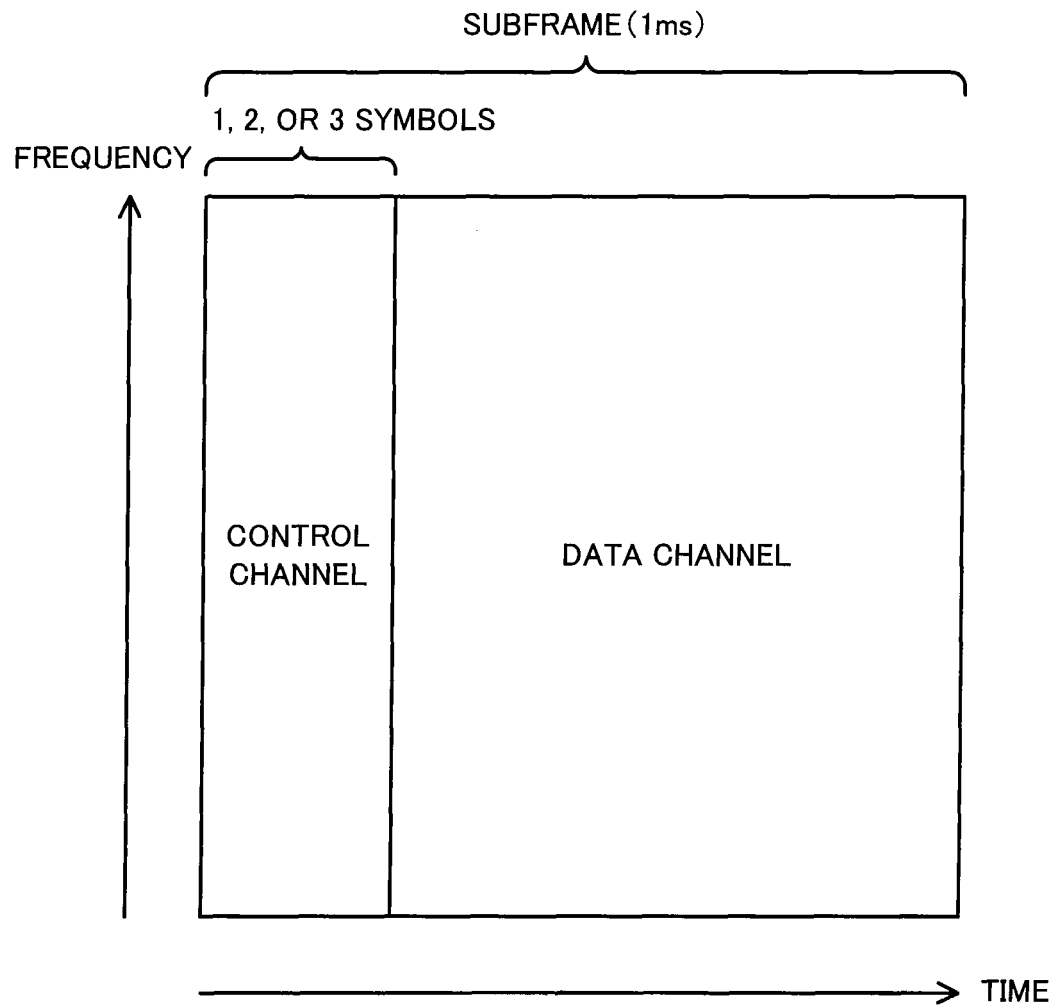 SUBFRAME (1ms)
1, 2, OR 3 SYMBOLS
FREQUENCY
CONTROL
CHANNEL
DATA CHANNEL
TIME